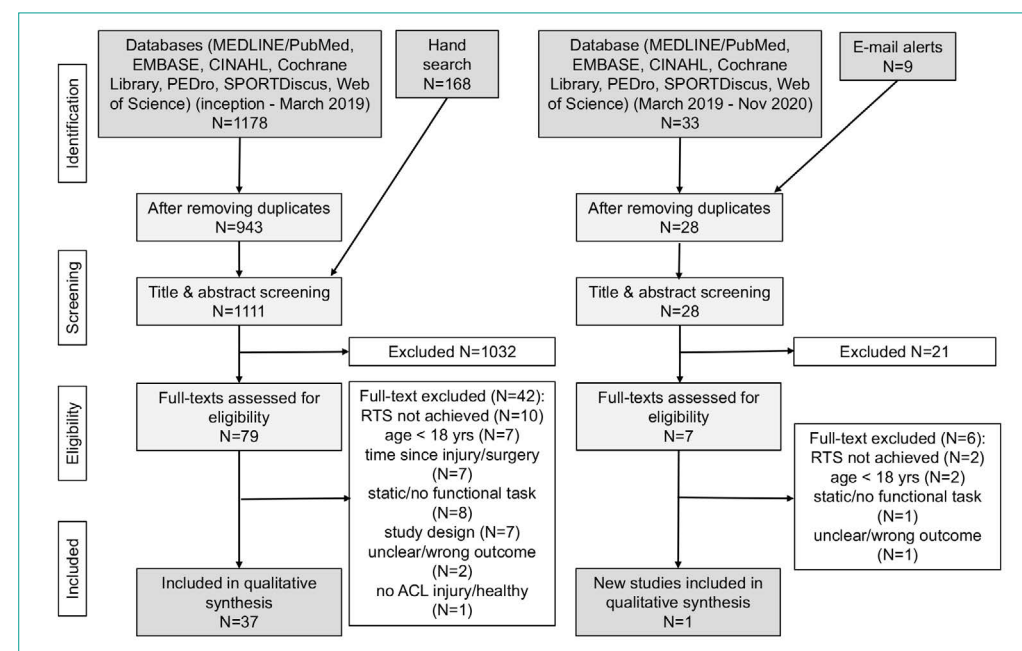 Identification
Databases (MEDLINE/PubMed,
EMBASE, CINAHL, Cochrane
Library, PEDro, SPORTDiscus, Web
of Science) (inception - March 2019)
N=1178
Hand
search
N=168
Database (MEDLINE/PubMed,
EMBASE, CINAHL, Cochrane
Library, PEDro, SPORTDiscus, Web
of Science) (March 2019 - Nov 2020)
N=33
E-mail alerts
N=9
After removing duplicates
N=943
After removing duplicates
N=28
Screening
Title & abstract screening
N=1111
Title & abstract screening
N=28
Excluded N=1032
Excluded N=21
Eligibility
Full-texts assessed for
eligibility
N=79
Full-text excluded (N=42):
RTS not achieved (N=10)
age < 18 yrs (N=7)
time since injury/surgery
(N=7)
static/no functional task
(N=8)
study design (N=7)
unclear/wrong outcome
(N=2)
no ACL injury/healthy
(N=1)
Full-texts assessed for
eligibility
N=7
Full-text excluded (N=6):
RTS not achieved (N=2)
age < 18 yrs (N=2)
static/no functional task
(N=1)
unclear/wrong outcome
(N=1)
Included
Included in qualitative
synthesis
N=37
New studies included in
qualitative synthesis
N=1